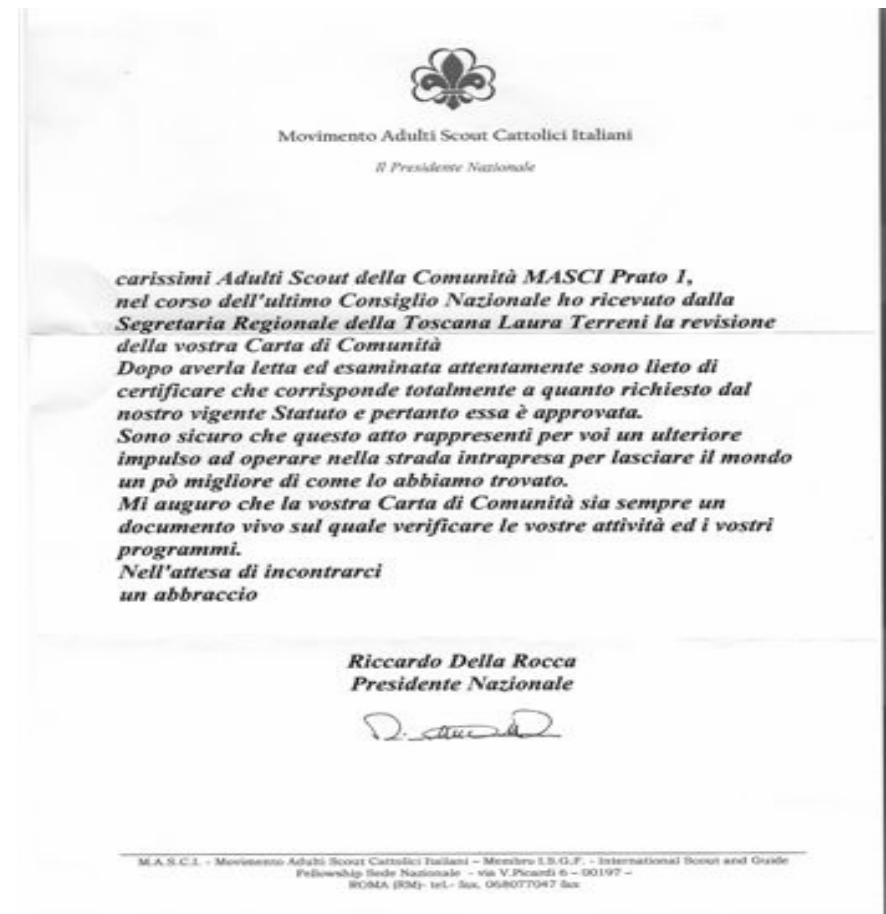 Movimento Adulti Scout Cattolici Italiani
Il Presidente Nazionale
carissimi Adulti Scout della Comunità MASCI Prato 1,
nel corso dell'ultimo Consiglio Nazionale ho ricevuto dalla
Segretaria Regionale della Toscana Laura Terreni la revisione
della vostra Carta di Comunità
Dopo averla letta ed esaminata attentamente sono lieto di
certificare che corrisponde totalmente a quanto richiesto dal
nostro vigente Statuto e pertanto essa è approvata.
Sono sicuro che questo atto rappresenti per voi un ulteriore
impulso ad operare nella strada intrapresa per lasciare il mondo
un pò migliore di come lo abbiamo trovato.
Mi auguro che la vostra Carta di Comunità sia sempre un
documento vivo sul quale verificare le vostre attività ed i vostri
programmi.
Nell'attesa di incontrarci
un abbraccio
Riccardo Della Rocca
Presidente Nazionale
M.A.S.C.I. - Movimento Adulti Scout Cattolici Italiani – Membro I.S.G.F. - International Scout and Guide
Fellowship Sede Nazionale - via V.Picardi 6 – 00197 –
ROMA (RM)- tel.- fax. 068077047 fax